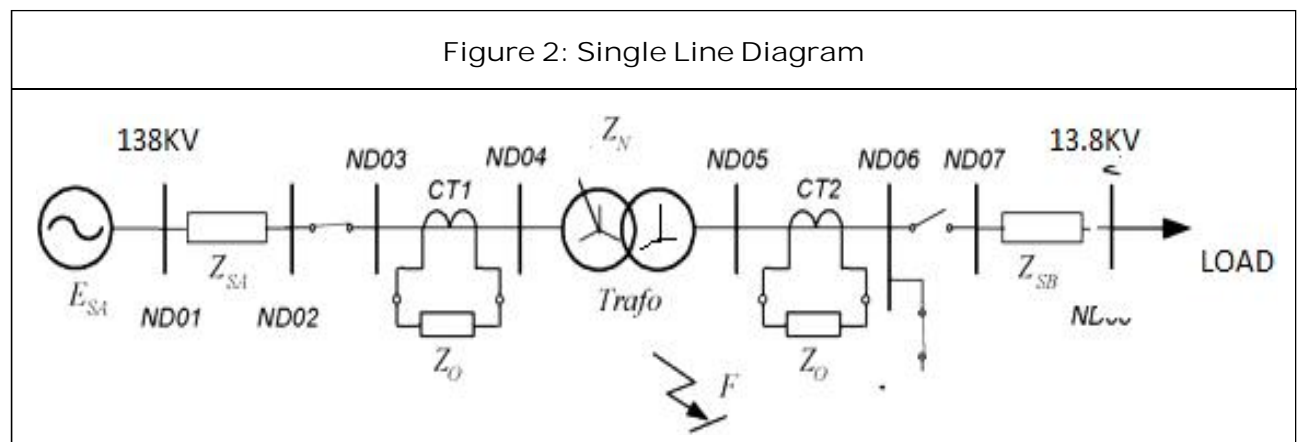 Figure 2: Single Line Diagram
138KV
Z_N
13.8KV
ND03
ND04
ND05
ND06
ND07
CT1
CT2
Z_SA
Z_SB
LOAD
E_SA
Trafo
ND01
ND02
Z_O
Z_O
F